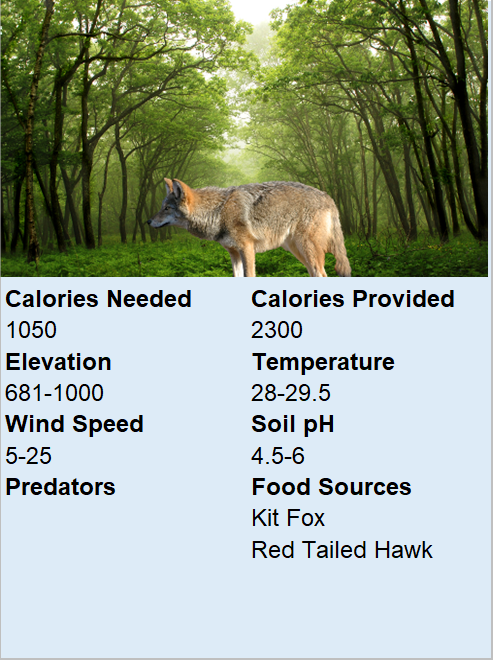 Calories Needed
Calories Provided
1050
2300
Elevation
Temperature
681-1000
28-29.5
Wind Speed
Soil pH
5-25
4.5-6
Predators
Food Sources
Kit Fox
Red Tailed Hawk